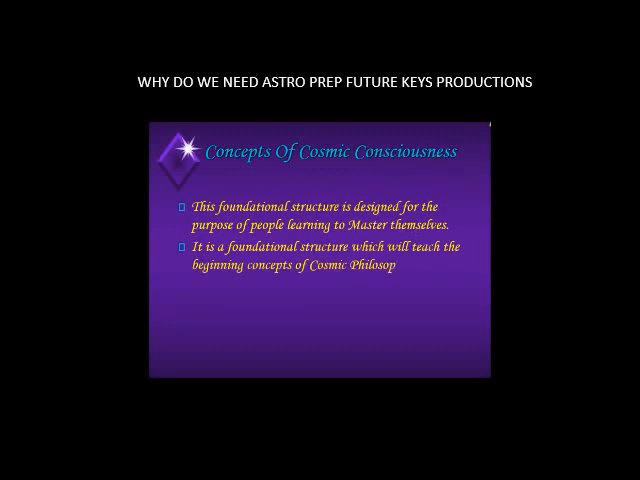 WHY DO WE NEED ASTRO PREP FUTURE KEYS PRODUCTIONS
Concepts Of Cosmic Consciousness
This foundational structure is designed for the
purpose of people learning to Master themselves.
It is a foundational structure which will teach the
beginning concepts of Cosmic Philosop